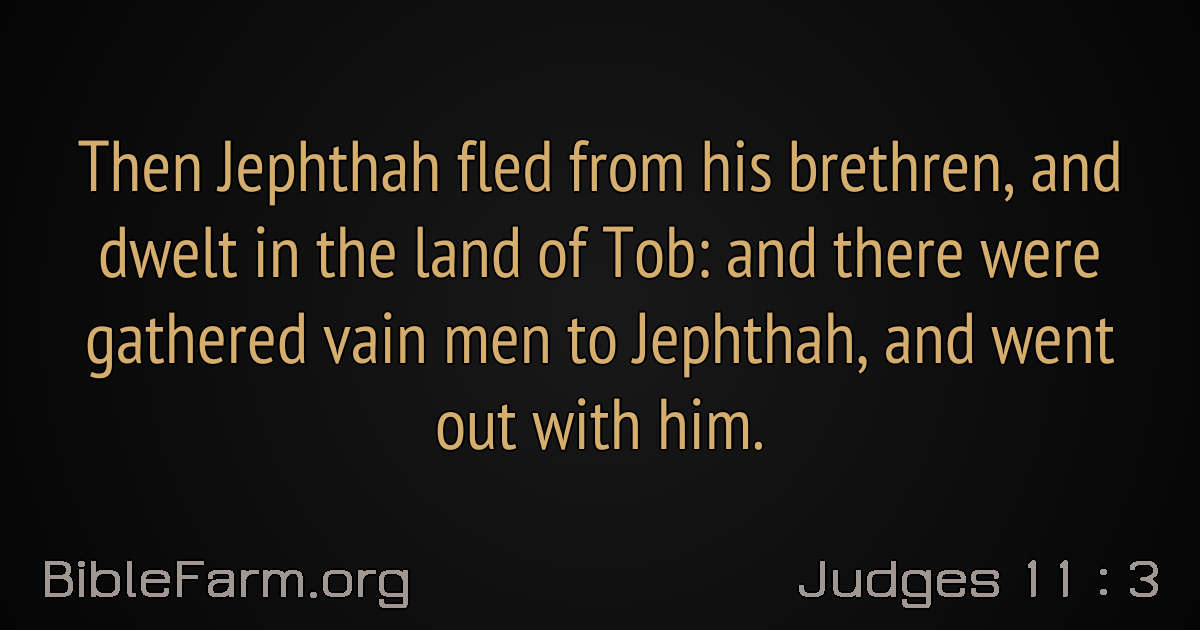 Then Jephthah fled from his brethren, and
dwelt in the land of Tob: and there were
gathered vain men to Jephthah, and went
out with him.
BibleFarm.org
Judges 11 : 3